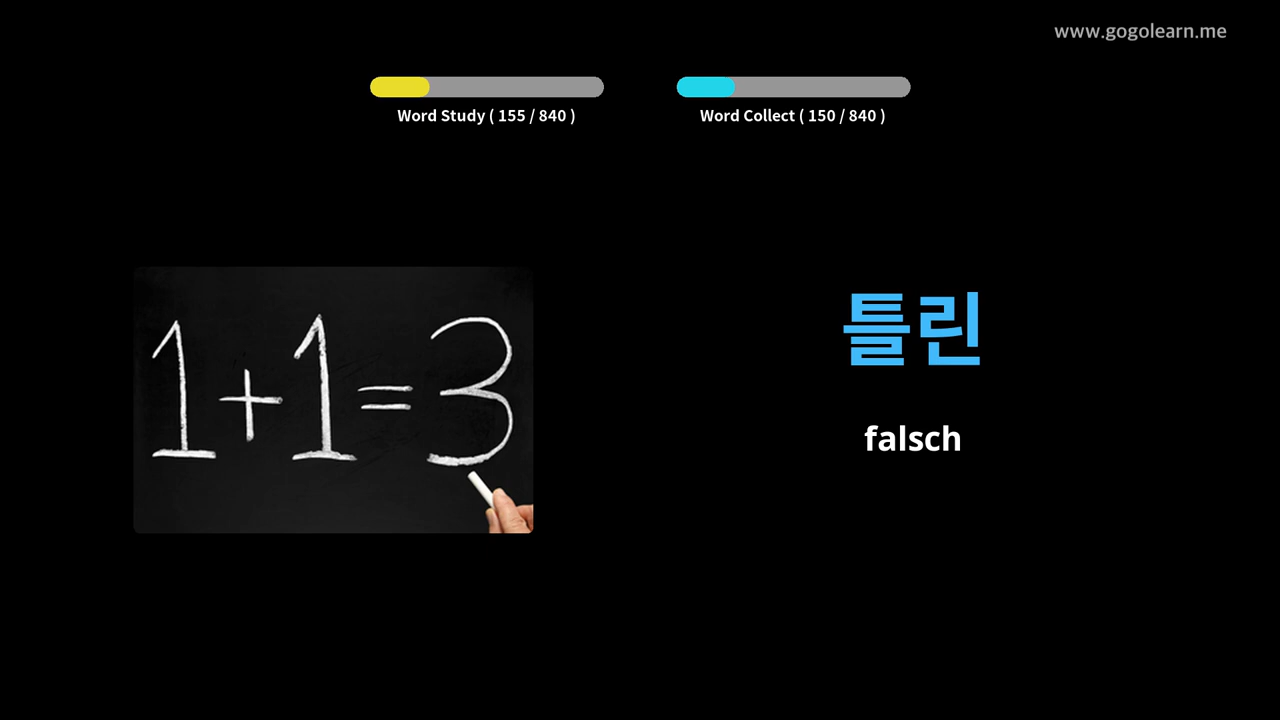 www.gogolearn.me
Word Study ( 155 / 840 )
Word Collect ( 150 / 840 )
1+1=3
틀린
falsch